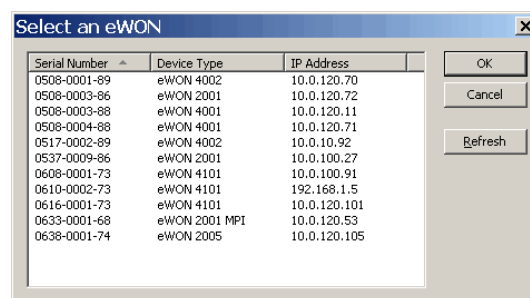 Select an eWON
Serial Number Device Type IP Address
0508-0001-89 eWON 4002 10.0.120.70
0508-0003-86 eWON 2001 10.0.120.72
0508-0003-88 eWON 4001 10.0.120.11
0508-0004-88 eWON 4001 10.0.120.71
0517-0002-89 eWON 4002 10.0.10.92
0537-0009-86 eWON 2001 10.0.100.27
0608-0001-73 eWON 4101 10.0.100.91
0610-0002-73 eWON 4101 192.168.1.5
0616-0001-73 eWON 4101 10.0.120.101
0633-0001-68 eWON 2001 MPI 10.0.120.53
0638-0001-74 eWON 2005 10.0.120.105
OK
Cancel
Refresh